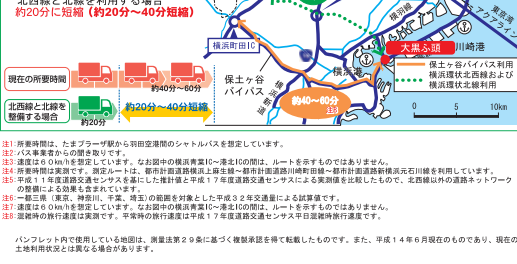 北西線と北線を利用する場合
約20分に短縮（約20分～40分短縮）
現在の所要時間
約40～60分
北西線と北線を
整備する場合
約20分
約20分～40分短縮
横浜町田IC
保土ヶ谷
バイパス
横浜新道
約40～60分
注5
横浜港
大黒ふ頭
川崎港
横羽線
東京湾
アクアライン
保土ヶ谷バイパス利用
横浜環状北西線および
横浜環状北線利用
0 5 10km
注1：所要時間は、たまプラーザ駅から羽田空港間のシャトルバスを想定しています。
注2：バス事業者からの聞き取りです。
注3：速度は６０km/hを想定しています。なお図中の横浜青葉IC～港北ICの間は、ルートを示すものではありません。
注4：所要時間は実測です。測定ルートは、都市計画道路横浜上麻生線～都市計画道路川崎町田線～都市計画道路新横浜元石川線を利用しています。
注5：平成１１年度道路交通センサスを基にした推計値と平成１７年度道路交通センサスによる実測値を比較したもので、北西線以外の道路ネットワーク
の整備による効果も含まれています。
注6：一都三県（東京、神奈川、千葉、埼玉）の範囲を対象とした平成３２年交通量による試算値です。
注7：速度は６０km/hを想定しています。なお図中の横浜青葉IC～港北ICの間は、ルートを示すものではありません。
注8：混雑時の旅行速度は実測です。平常時の旅行速度は平成１７年度道路交通センサス平日混雑時旅行速度です。
パンフレット内で使用している地図は、測量法第２９条に基づく複製承認を得て転載したものです。また、平成１４年６月現在のものであり、現在の
土地利用状況とは異なる場合があります。